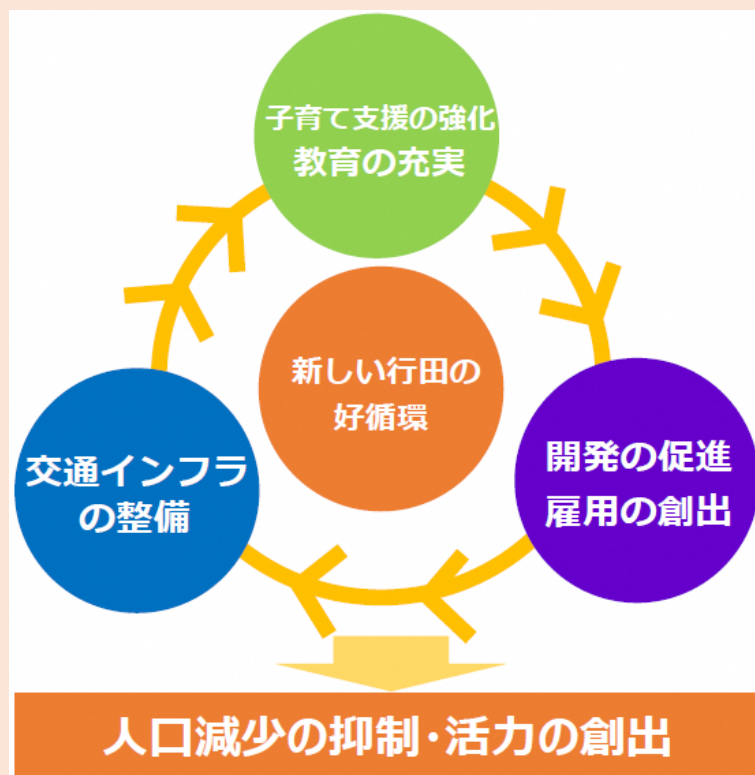 子育て支援の強化
教育の充実
新しい行田の
好循環
交通インフラ
の整備
開発の促進
雇用の創出
人口減少の抑制･活力の創出